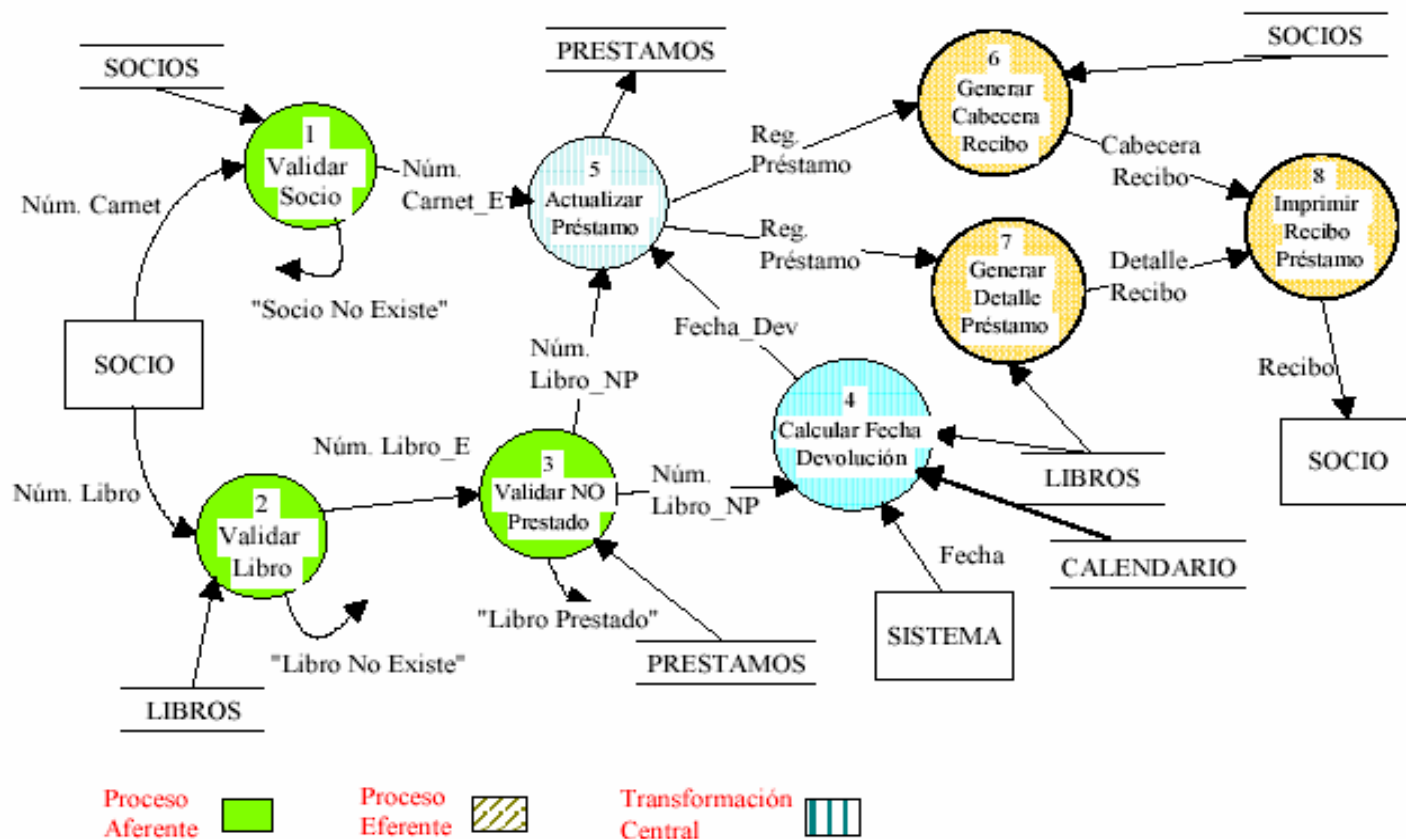 SOCIOS
PRESTAMOS
SOCIOS
1
Validar
Socio
Núm. Carnet
Núm.
Carnet_E
5
Actualizar
Préstamo
Reg.
Préstamo
6
Generar
Cabecera
Recibo
Cabecera
Recibo
8
Imprimir
Recibo
Préstamo
"Socio No Existe"
Reg.
Préstamo
7
Generar
Detalle
Préstamo
Detalle
Recibo
SOCIO
Núm.
Libro_NP
Fecha_Dev
Recibo
4
Calcular Fecha
Devolución
Núm. Libro_E
Núm. Libro
3
Validar NO
Prestado
Núm.
Libro_NP
LIBROS
SOCIO
2
Validar
Libro
Fecha
CALENDARIO
"Libro Prestado"
"Libro No Existe"
PRESTAMOS
SISTEMA
LIBROS
Proceso
Aferente
Proceso
Eferente
Transformación
Central